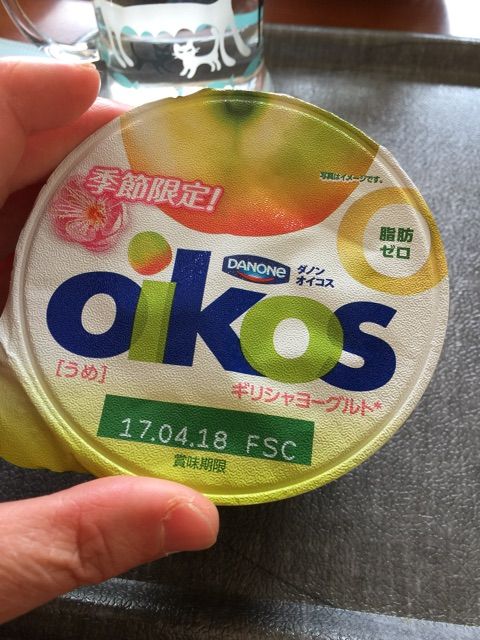 季節限定!
写真はイメージです。
脂肪
ゼロ
DANONE
ダノン
オイコス
oikos
[うめ]
ギリシャヨーグルト*
17.04.18 FSC
賞味期限